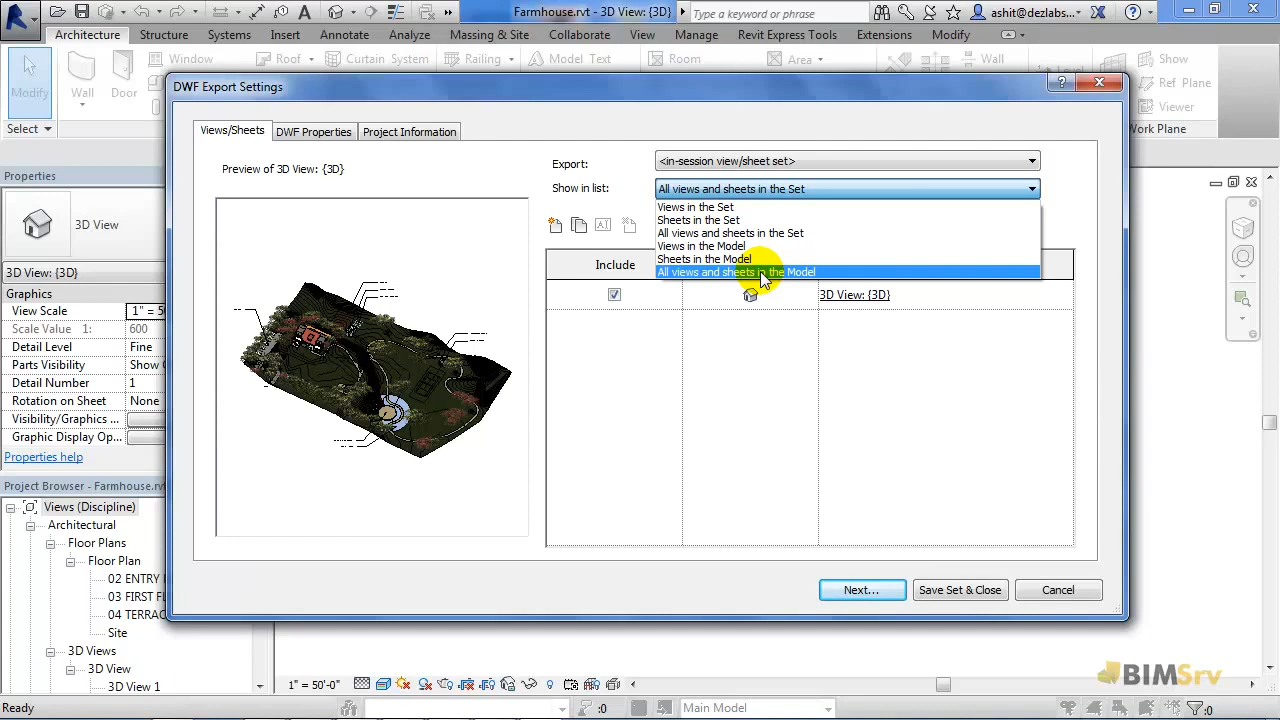 Farmhouse.rvt - 3D View: {3D}
Type a keyword or phrase
ashit@dezlabs...
Architecture Structure Systems Insert Annotate Analyze Massing & Site Collaborate View Manage Revit Express Tools Extensions Modify
Modify
Wall
Door
Window
Roof
Curtain System
Railing
Model Text
Room
Area
Wall
Level
Show
Ref Plane
Viewer
Select
Work Plane
DWF Export Settings
Views/Sheets DWF Properties Project Information
Preview of 3D View: {3D}
Export:
<in-session view/sheet set>
Show in list:
All views and sheets in the Set
Views in the Set
Sheets in the Set
All views and sheets in the Set
Views in the Model
Sheets in the Model
All views and sheets in the Model
Include
3D View: {3D}
Next...
Save Set & Close
Cancel
Properties
3D View
3D View: {3D}
Graphics
View Scale 1" = 50
Scale Value 1: 600
Detail Level Fine
Parts Visibility Show O
Detail Number 1
Rotation on Sheet None
Visibility/Graphics ...
Graphic Display Op...
Properties help
Project Browser - Farmhouse.rvt
Views (Discipline)
Architectural
Floor Plans
Floor Plan
02 ENTRY
03 FIRST FL
04 TERRAC
Site
3D Views
3D View
3D View 1
1" = 50'-0"
BIMSrv
Ready
:0
Main Model
:0